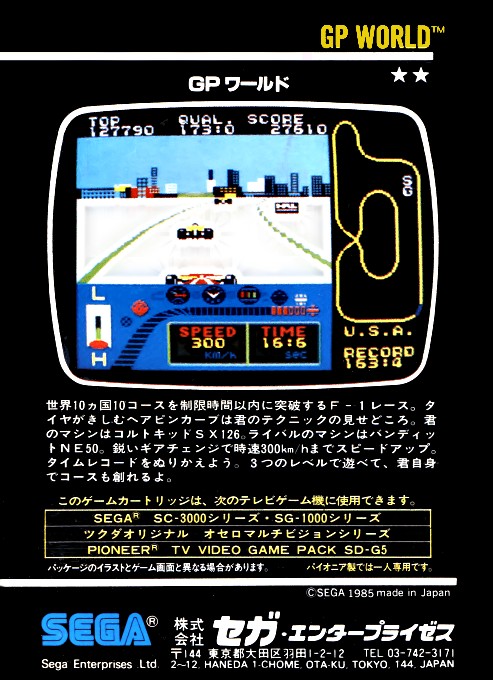 GP WORLD™
★★
GP ワールド
TOP QUAL. SCORE
127790 173:0 27610
SG
L
H
SPEED TIME
300 16:6
km/h sec
U.S.A.
RECORD
163:4
世界10ヵ国10コースを制限時間以内に突破するF-1レース。タ
イヤがきしむヘアピンカーブは君のテクニックの見せどころ。君
のマシンはコルトキッドSX126。ライバルのマシンはバンディッ
トNE50。鋭いギアチェンジで時速300km/hまでスピードアップ。
タイムレコードをぬりかえよう。3つのレベルで遊べて、君自身
でコースも創れるよ。
このゲームカートリッジは、次のテレビゲーム機に使用できます。
SEGAR SC-3000シリーズ・SG-1000シリーズ
ツクダオリジナル オセロマルチビジョンシリーズ
PIONEERR TV VIDEO GAME PACK SD-G5
パッケージのイラストとゲーム画面と異なる場合があります。 パイオニア製では一人専用です。
©SEGA 1985 made in Japan
SEGA® 株式会社 セガ・エンタープライゼス
〒144 東京都大田区羽田1-2-12 TEL 03-742-3171
Sega Enterprises Ltd. 2~12, HANEDA 1-CHOME, OTA-KU, TOKYO, 144, JAPAN